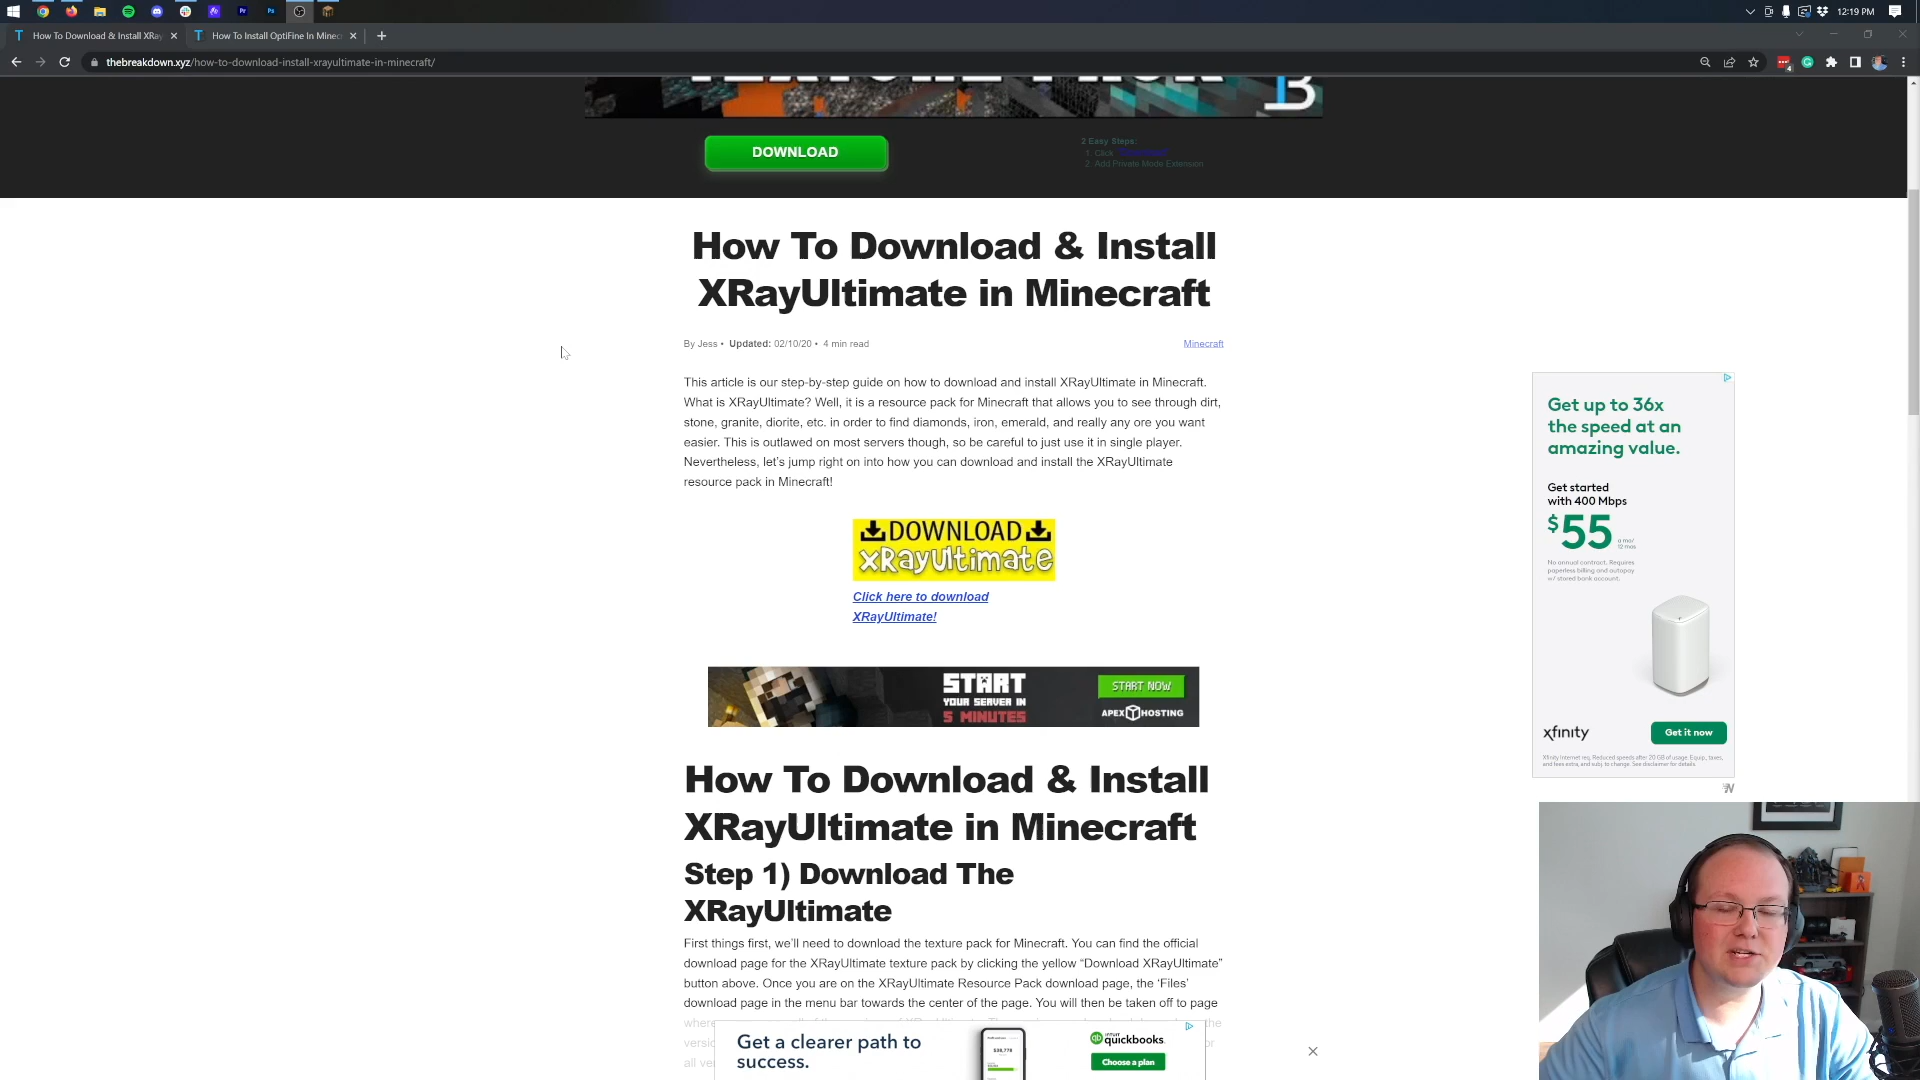 12:19 PM
How To Download & Install XRay
How To Install OptiFine In Minec
thebreakdown.xyz/how-to-download-install-xrayultimate-in-minecraft/
DOWNLOAD
2 Easy Steps:
1. Click
2. Add Private Mode Extension
How To Download & Install
XRayUltimate in Minecraft
By Jess • Updated: 02/10/20 • 4 min read
Minecraft
This article is our step-by-step guide on how to download and install XRayUltimate in Minecraft.
What is XRayUltimate? Well, it is a resource pack for Minecraft that allows you to see through dirt,
stone, granite, diorite, etc. in order to find diamonds, iron, emerald, and really any ore you want
easier. This is outlawed on most servers though, so be careful to just use it in single player.
Nevertheless, let's jump right on into how you can download and install the XRayUltimate
resource pack in Minecraft!
DOWNLOAD
xRayUltimate
Click here to download
XRayUltimate!
START
YOUR SERVER IN
5 MINUTES
START NOW
APEX HOSTING
How To Download & Install
XRayUltimate in Minecraft
Step 1) Download The
XRayUltimate
First things first, we'll need to download the texture pack for Minecraft. You can find the official
download page for the XRayUltimate texture pack by clicking the yellow “Download XRayUltimate”
button above. Once you are on the XRayUltimate Resource Pack download page, the ‘Files’
download page in the menu bar towards the center of the page. You will then be taken off to page
Get a clearer path to
success.
intuit
quickbooks.
Choose a plan
Get up to 36x
the speed at an
amazing value.
Get started
with 400 Mbps
$55
a mo/
12 mos
No annual contract. Requires
paperless billing and autopay
w/ stored bank account.
xfinity
Get it now
Xfinity Internet req. Reduced speeds after 20 GB of usage. Equip., taxes,
and fees extra, and subj. to change. See disclaimer for details.